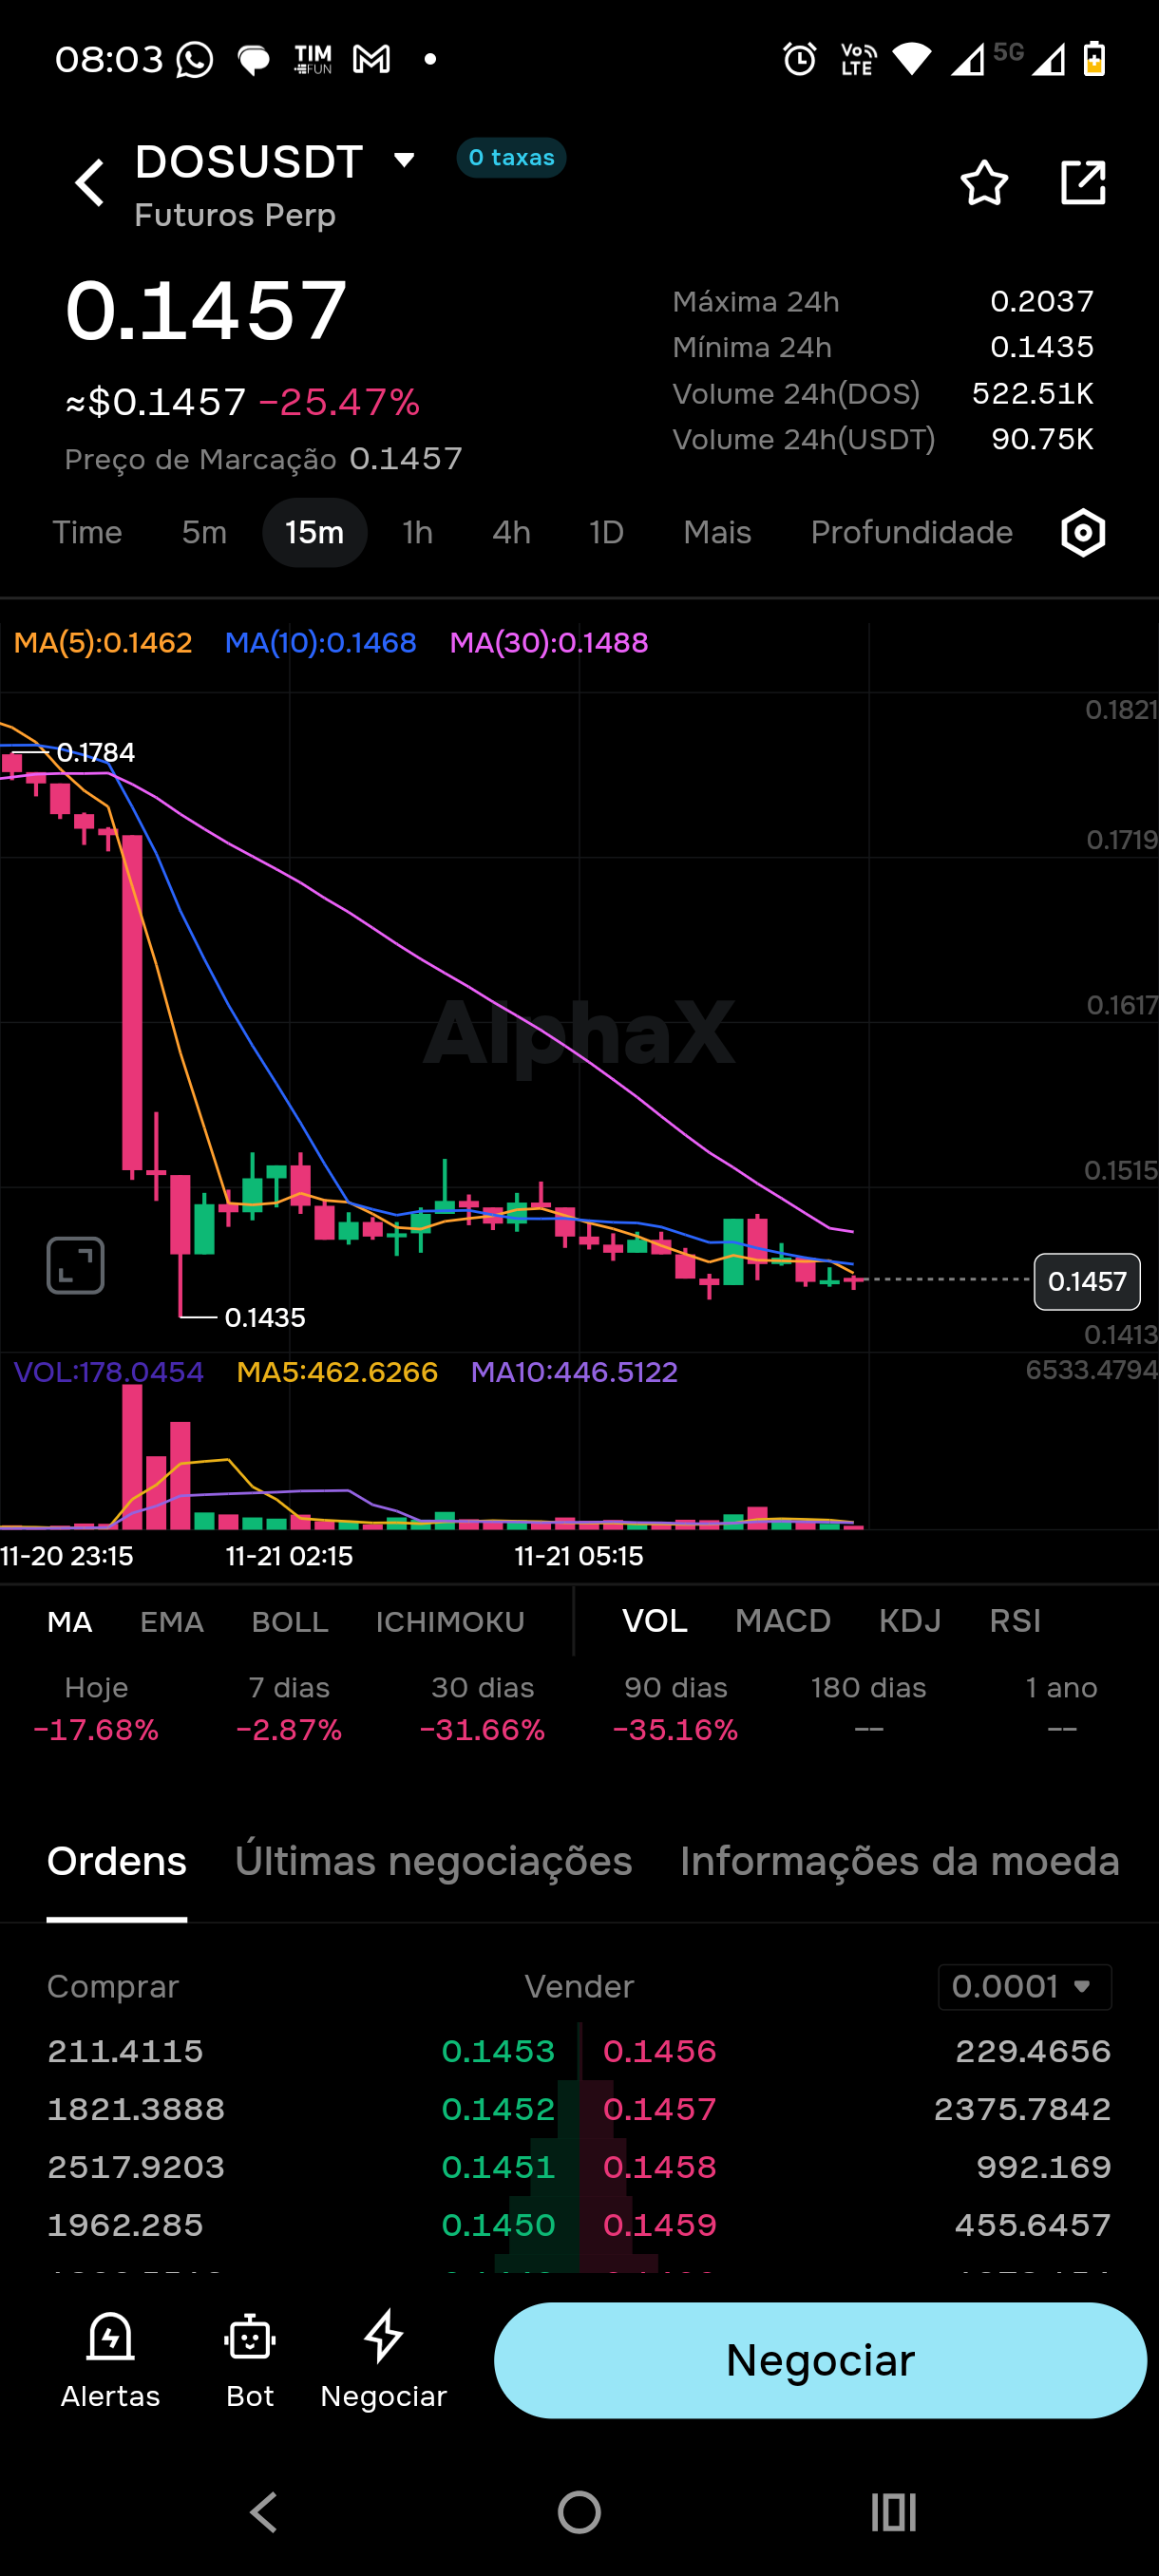 08:03 TIM FUN Vo LTE 5G
DOSUSDT 0 taxas
Futuros Perp
0.1457
≈$0.1457 -25.47%
Preço de Marcação 0.1457
Máxima 24h 0.2037
Mínima 24h 0.1435
Volume 24h(DOS) 522.51K
Volume 24h(USDT) 90.75K
Time 5m 15m 1h 4h 1D Mais Profundidade
MA(5):0.1462 MA(10):0.1468 MA(30):0.1488
0.1821
0.1784
0.1719
0.1617
AlphaX
0.1515
0.1457
0.1435
0.1413
VOL:178.0454 MA5:462.6266 MA10:446.5122 6533.4794
11-20 23:15 11-21 02:15 11-21 05:15
MA EMA BOLL ICHIMOKU VOL MACD KDJ RSI
Hoje 7 dias 30 dias 90 dias 180 dias 1 ano
-17.68% -2.87% -31.66% -35.16% -- --
Ordens Últimas negociações Informações da moeda
Comprar Vender 0.0001
211.4115 0.1453 0.1456 229.4656
1821.3888 0.1452 0.1457 2375.7842
2517.9203 0.1451 0.1458 992.169
1962.285 0.1450 0.1459 455.6457
Alertas Bot Negociar Negociar